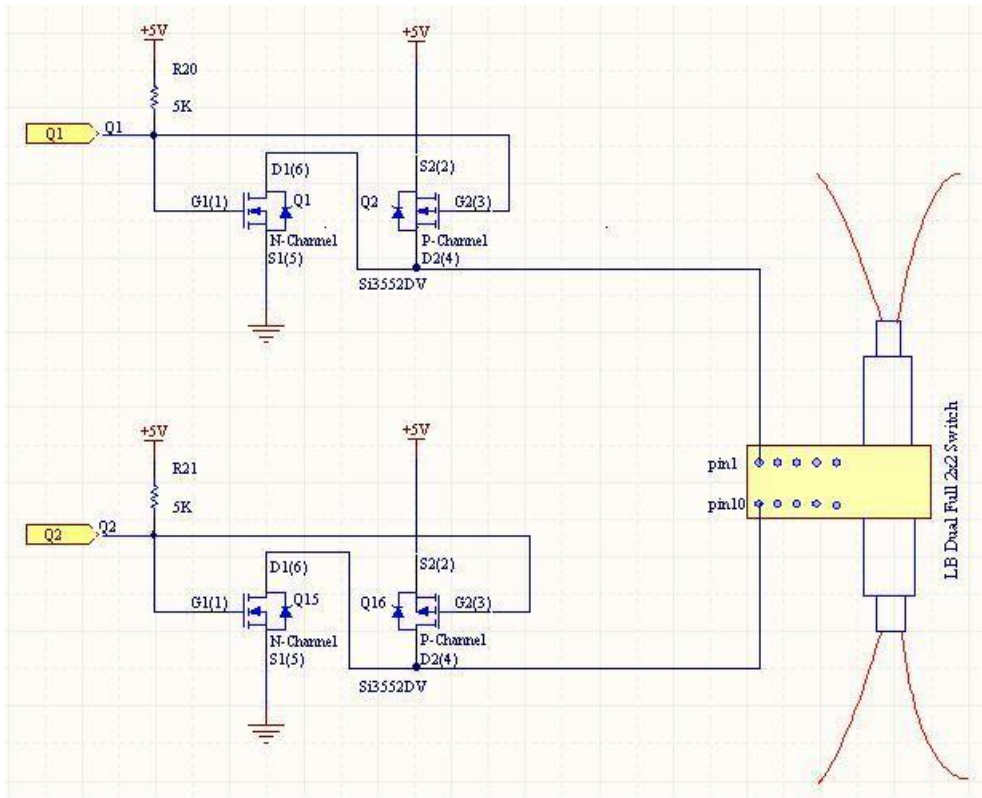 +5V
+5V
R20
5K
Q1
Q1
D1(6)
S2(2)
G1(1)
Q1
Q2
G2(3)
N-Channel
S1(5)
P-Channel
D2(4)
Si3552DV
+5V
+5V
R21
5K
Q2
Q2
D1(6)
S2(2)
G1(1)
Q15
Q16
G2(3)
N-Channel
S1(5)
P-Channel
D2(4)
Si3552DV
pin1
pin10
LB Dual Full 2x2 Switch